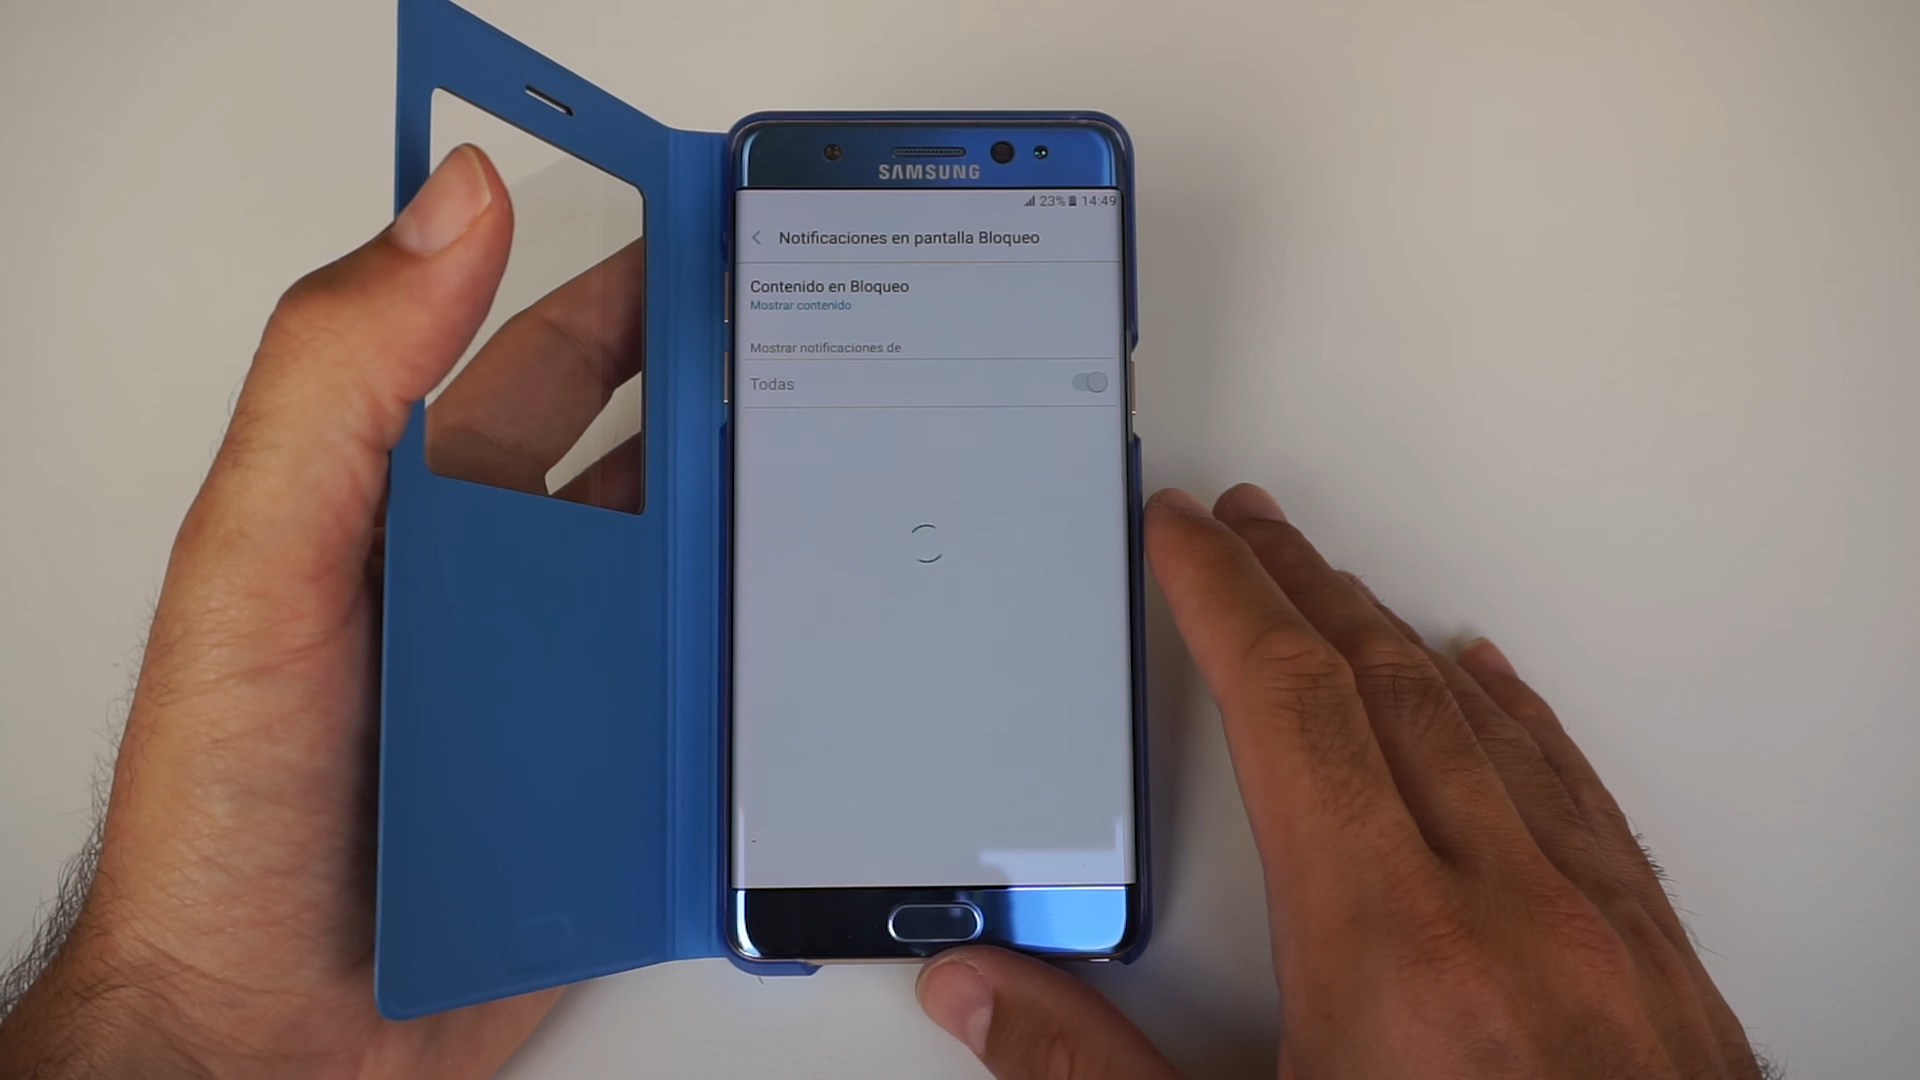 SAMSUNG
23% 14:49
Notificaciones en pantalla Bloqueo
Contenido en Bloqueo
Mostrar contenido
Mostrar notificaciones de
Todas